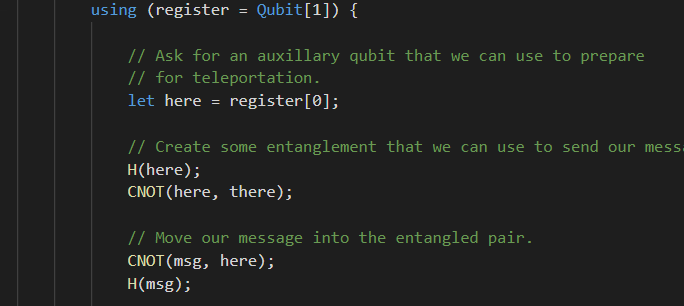 using (register = Qubit[1]) {
// Ask for an auxillary qubit that we can use to prepare
// for teleportation.
let here = register[0];
// Create some entanglement that we can use to send our
H(here);
CNOT(here, there);
// Move our message into the entangled pair.
CNOT(msg, here);
H(msg);